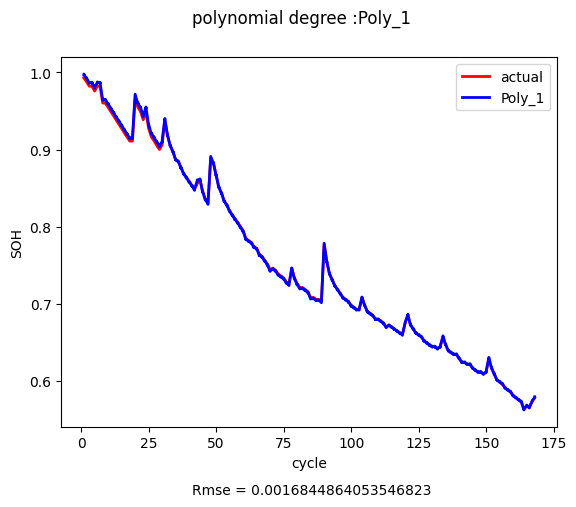 polynomial degree :Poly_1
actual
Poly_1
1.0
0.9
0.8
0.7
0.6
SOH
0 25 50 75 100 125 150 175
cycle
Rmse = 0.0016844864053546823